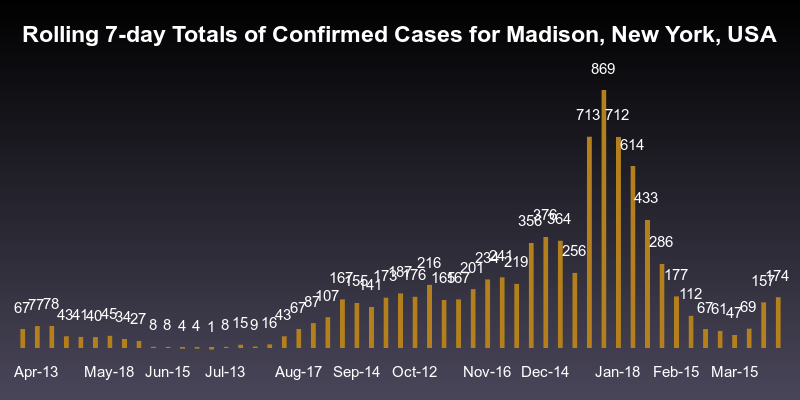 Rolling 7-day Totals of Confirmed Cases for Madison, New York, USA
67 77 78 43 41 40 45 34 27 8 8 4 4 1 8 15 9 16 43 67 87 107 167 155 141 173 187 176 216 165 167 201 234 241 219 356 376 364 256 713 869 712 614 433 286 177 112 67 61 47 69 157 174
Apr-13 May-18 Jun-15 Jul-13 Aug-17 Sep-14 Oct-12 Nov-16 Dec-14 Jan-18 Feb-15 Mar-15